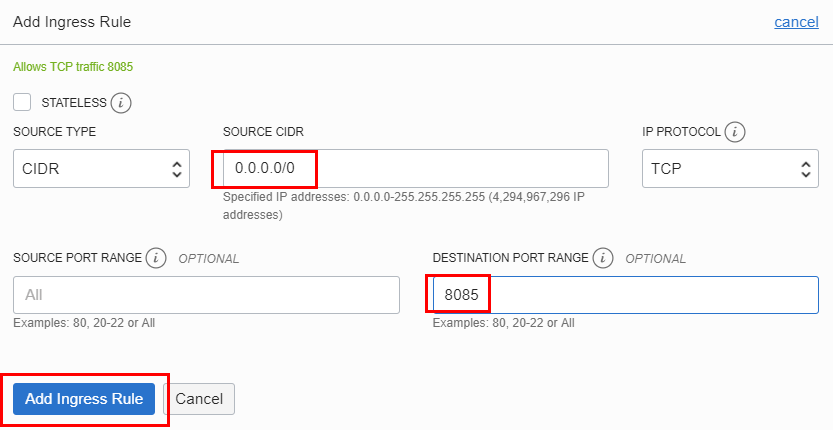 Add Ingress Rule cancel
Allows TCP traffic 8085
STATELESS i
SOURCE TYPE SOURCE CIDR IP PROTOCOL i
CIDR 0.0.0.0/0 TCP
Specified IP addresses: 0.0.0.0-255.255.255.255 (4,294,967,296 IP
addresses)
SOURCE PORT RANGE i OPTIONAL DESTINATION PORT RANGE i OPTIONAL
All 8085
Examples: 80, 20-22 or All Examples: 80, 20-22 or All
Add Ingress Rule Cancel